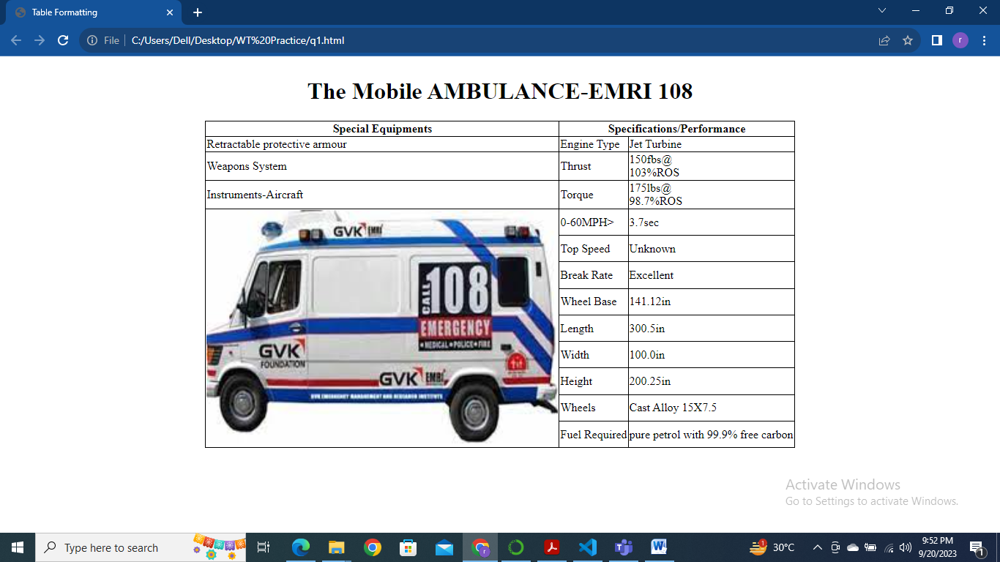 Table Formatting
File
C:/Users/Dell/Desktop/WT%20Practice/q1.html
r
The Mobile AMBULANCE-EMRI 108
Special Equipments Specifications/Performance
Retractable protective armour Engine Type Jet Turbine
Weapons System Thrust 150fbs@
103%ROS
Instruments-Aircraft Torque 175lbs@
98.7%ROS
0-60MPH> 3.7sec
Top Speed Unknown
Break Rate Excellent
Wheel Base 141.12in
Length 300.5in
Width 100.0in
Height 200.25in
Wheels Cast Alloy 15X7.5
Fuel Required pure petrol with 99.9% free carbon
GVK EMRI
CALL 108
EMERGENCY
MEDICAL POLICE FIRE
GVK
FOUNDATION
GVK EMRI
GVK EMERGENCY MANAGEMENT AND RESEARCH INSTITUTE
Activate Windows
Go to Settings to activate Windows.
Type here to search
1
30°C
9:52 PM
9/20/2023
1